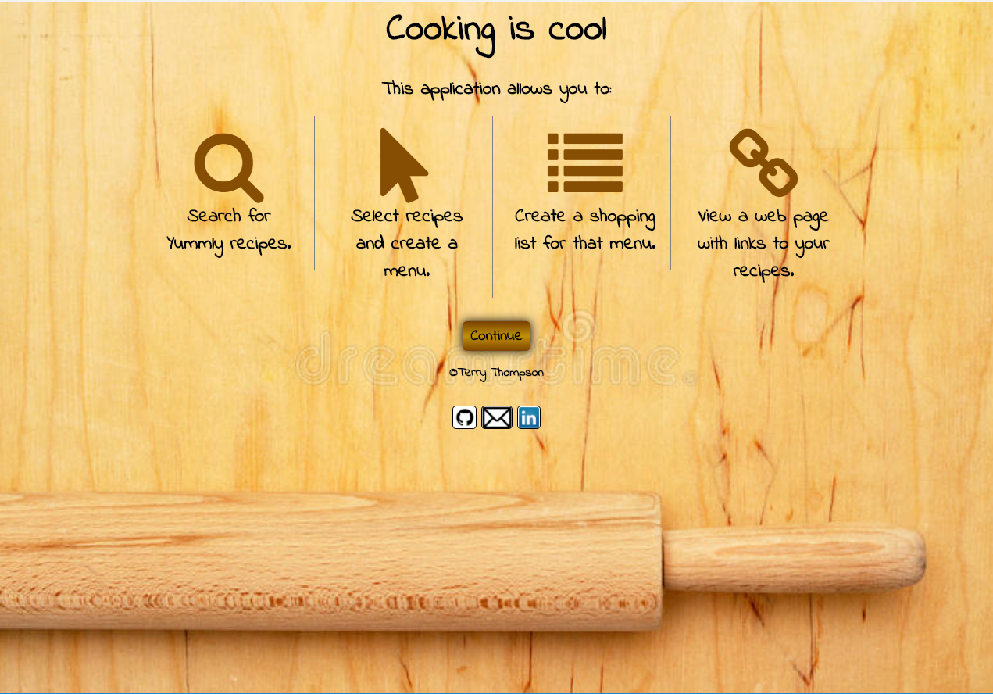 Cooking is cool
This application allows you to:
Search for
Yummly recipes.
Select recipes
and create a
menu.
Create a shopping
list for that menu.
View a web page
with links to your
recipes.
Continue
dreamstime.
©Terry Thompson
in